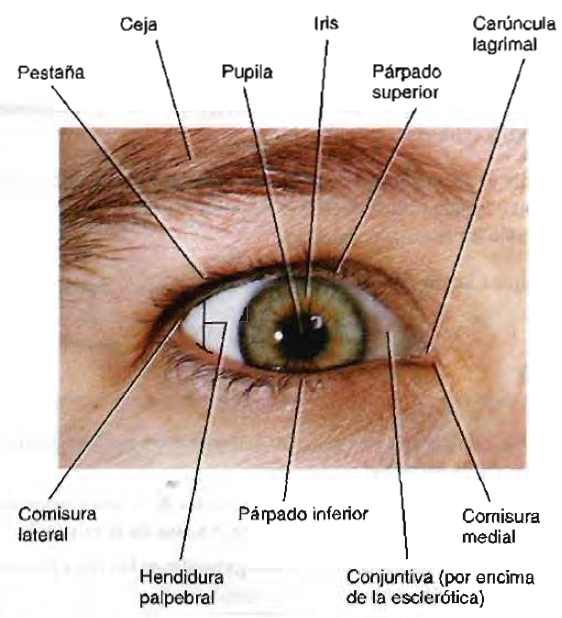 Ceja
Iris
Carúncula
lagrimal
Pestaña
Pupila
Párpado
superior
Comisura
lateral
Párpado inferior
Comisura
medial
Hendidura
palpebral
Conjuntiva (por encima
de la esclerótica)